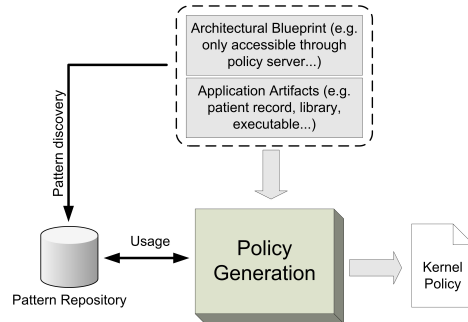 Architectural Blueprint (e.g.
only accessible through
policy server...)
Application Artifacts (e.g.
patient record, library,
executable...)
Pattern discovery
Usage
Policy
Generation
Kernel
Policy
Pattern Repository